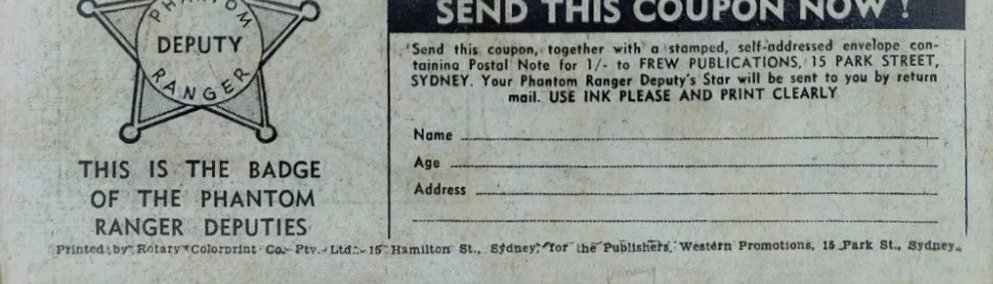 PHANTOM
DEPUTY
RANGER
THIS IS THE BADGE
OF THE PHANTOM
RANGER DEPUTIES
SEND THIS COUPON NOW !
Send this coupon, together with a stamped, self-addressed envelope con-
taining Postal Note for 1/- to FREW PUBLICATIONS, 15 PARK STREET,
SYDNEY. Your Phantom Ranger Deputy's Star will be sent to you by return
mail. USE INK PLEASE AND PRINT CLEARLY
Name
Age
Address
Printed by Rotary Colorprint Co. Pty. Ltd. 15 Hamilton St., Sydney, for the Publishers, Western Promotions, 15 Park St., Sydney.